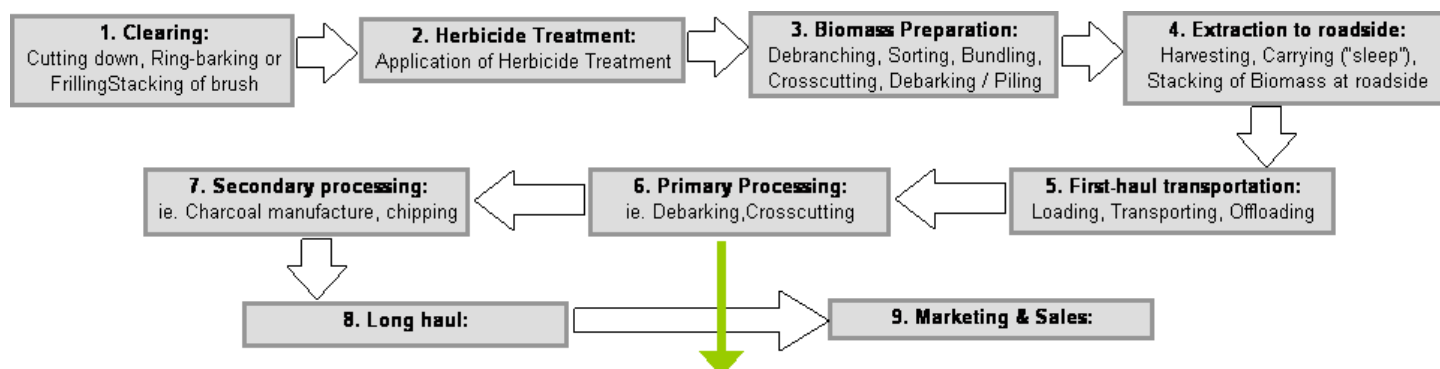 1. Clearing:
Cutting down, Ring-barking or
FrillingStacking of brush
2. Herbicide Treatment:
Application of Herbicide Treatment
3. Biomass Preparation:
Debranching, Sorting, Bundling,
Crosscutting, Debarking / Piling
4. Extraction to roadside:
Harvesting, Carrying ("sleep"),
Stacking of Biomass at roadside
5. First-haul transportation:
Loading, Transporting, Offloading
6. Primary Processing:
ie. Debarking,Crosscutting
7. Secondary processing:
ie. Charcoal manufacture, chipping
8. Long haul:
9. Marketing & Sales: